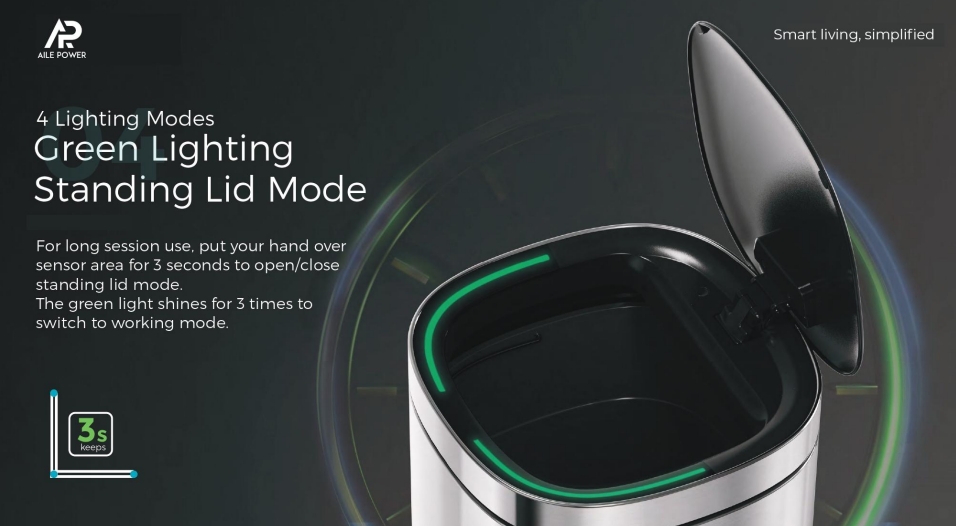 AILE POWER
Smart living, simplified
04
4 Lighting Modes
Green Lighting
Standing Lid Mode
For long session use, put your hand over
sensor area for 3 seconds to open/close
standing lid mode.
The green light shines for 3 times to
switch to working mode.
3s
keeps